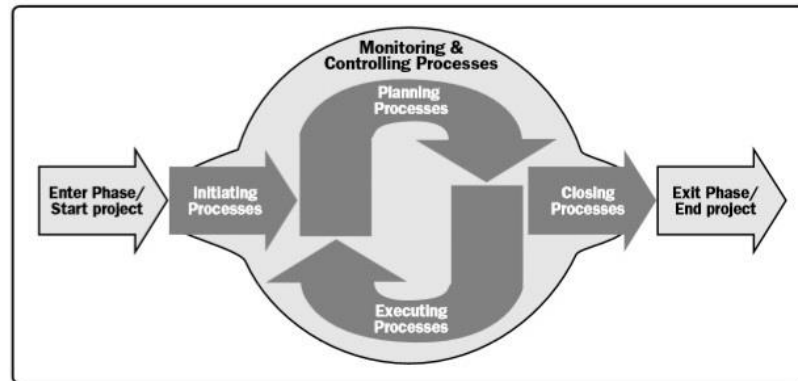 Monitoring &
Controlling Processes
Planning
Processes
Enter Phase/
Start project
Initiating
Processes
Closing
Processes
Exit Phase/
End project
Executing
Processes